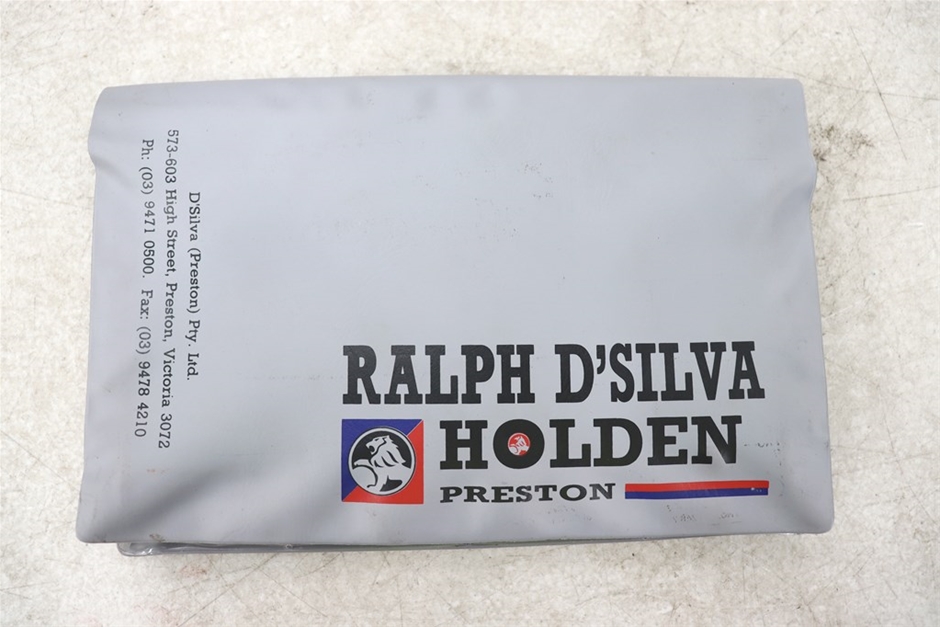 RALPH D'SILVA
HOLDEN
PRESTON
D'Silva (Preston) Pty. Ltd.
573-603 High Street, Preston, Victoria 3072
Ph: (03) 9471 0500. Fax: (03) 9478 4210